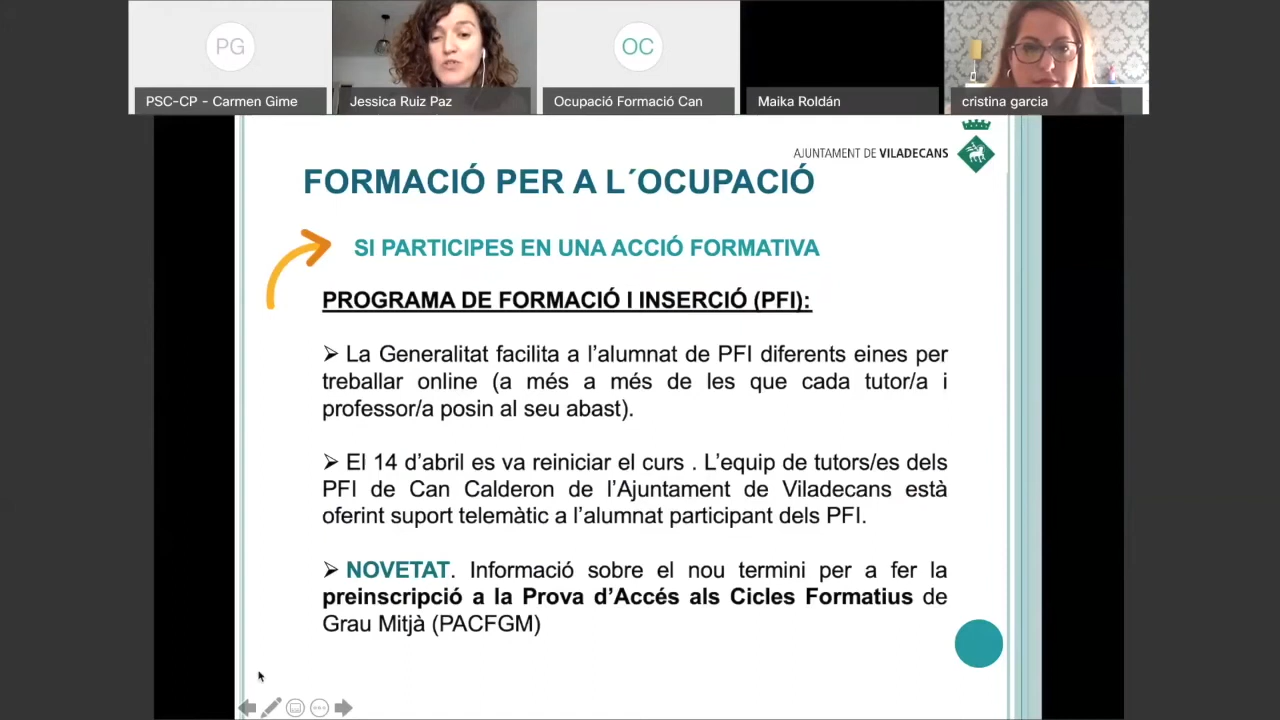 PG
OC
PSC-CP - Carmen Gime
Jessica Ruiz Paz
Ocupació Formació Can
Maika Roldán
cristina garcia
AJUNTAMENT DE VILADECANS
FORMACIÓ PER A L´OCUPACIÓ
SI PARTICIPES EN UNA ACCIÓ FORMATIVA
PROGRAMA DE FORMACIÓ I INSERCIÓ (PFI):
➢ La Generalitat facilita a l’alumnat de PFI diferents eines per
treballar online (a més a més de les que cada tutor/a i
professor/a posin al seu abast).
➢ El 14 d’abril es va reiniciar el curs . L’equip de tutors/es dels
PFI de Can Calderon de l’Ajuntament de Viladecans està
oferint suport telemàtic a l’alumnat participant dels PFI.
➢ NOVETAT. Informació sobre el nou termini per a fer la
preinscripció a la Prova d’Accés als Cicles Formatius de
Grau Mitjà (PACFGM)